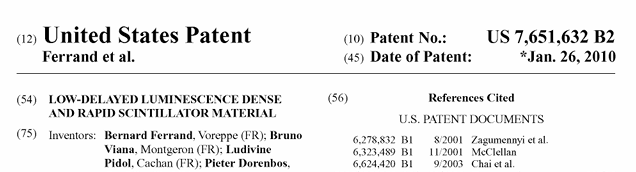 (12) United States Patent
Ferrand et al.
(10) Patent No.: US 7,651,632 B2
(45) Date of Patent: *Jan. 26, 2010
(54) LOW-DELAYED LUMINESCENCE DENSE
AND RAPID SCINTILLATOR MATERIAL
(75) Inventors: Bernard Ferrand, Voreppe (FR); Bruno
Viana, Montgeron (FR); Ludivine
Pidol, Cachan (FR); Pieter Dorenbos,
(56) References Cited
U.S. PATENT DOCUMENTS
6,278,832 B1 8/2001 Zagumennyi et al.
6,323,489 B1 11/2001 McClellan
6,624,420 B1 9/2003 Chai et al.